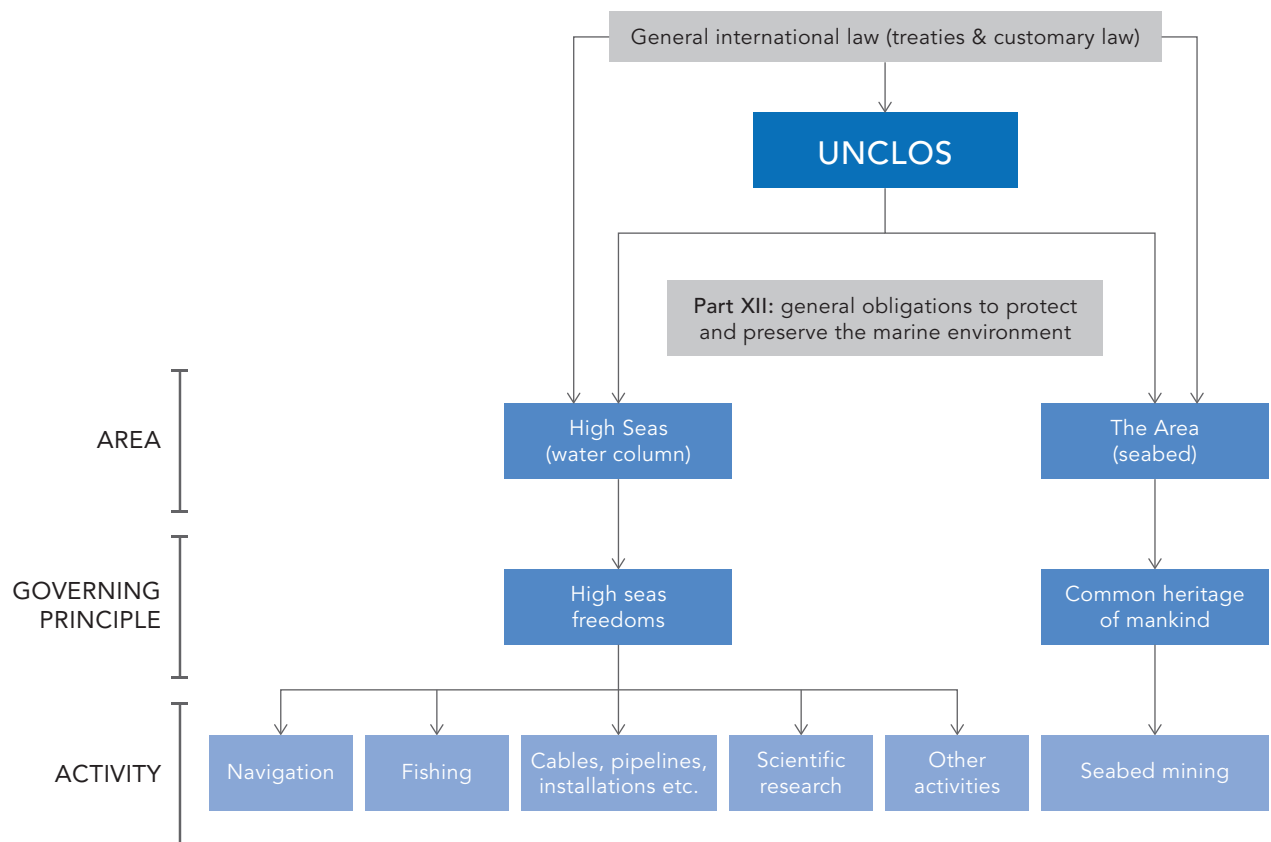 General international law (treaties & customary law)
UNCLOS
Part XII: general obligations to protect
and preserve the marine environment
AREA
High Seas
(water column)
The Area
(seabed)
GOVERNING
PRINCIPLE
High seas
freedoms
Common heritage
of mankind
ACTIVITY
Navigation
Fishing
Cables, pipelines,
installations etc.
Scientific
research
Other
activities
Seabed mining